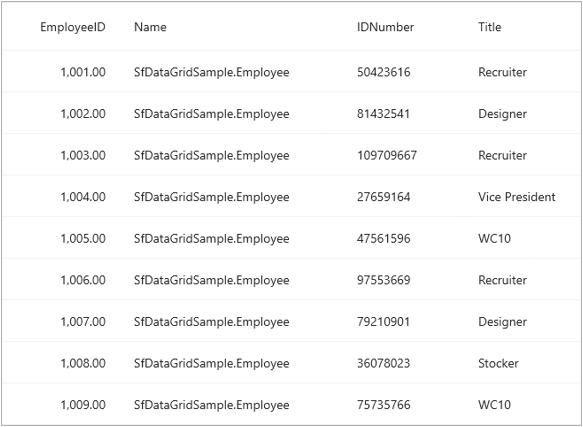 EmployeeID Name IDNumber Title
1,001.00 SfDataGridSample.Employee 50423616 Recruiter
1,002.00 SfDataGridSample.Employee 81432541 Designer
1,003.00 SfDataGridSample.Employee 109709667 Recruiter
1,004.00 SfDataGridSample.Employee 27659164 Vice President
1,005.00 SfDataGridSample.Employee 47561596 WC10
1,006.00 SfDataGridSample.Employee 97553669 Recruiter
1,007.00 SfDataGridSample.Employee 79210901 Designer
1,008.00 SfDataGridSample.Employee 36078023 Stocker
1,009.00 SfDataGridSample.Employee 75735766 WC10